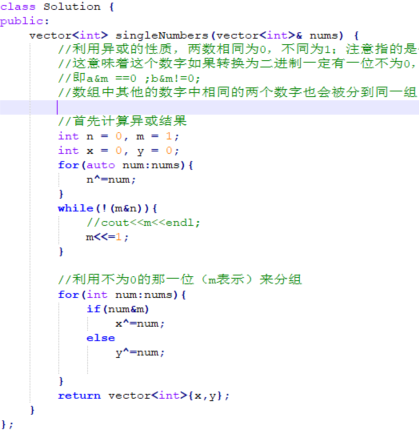 class Solution {
public:
    vector<int> singleNumbers(vector<int>& nums) {
        //利用异或的性质，两数相同为0，不同为1；注意指的是
        //这意味着这个数字如果转换为二进制一定有一位不为0，
        //即a&m ==0 ;b&m!=0;
        //数组中其他的数字中相同的两个数字也会被分到同一组
        //首先计算异或结果
        int n = 0, m = 1;
        int x = 0, y = 0;
        for(auto num:nums){
            n^=num;
        }
        while(!(m&n)){
            //cout<<m<<endl;
            m<<=1;
        }
        //利用不为0的那一位（m表示）来分组
        for(int num:nums){
            if(num&m)
                x^=num;
            else
                y^=num;
        }
        return vector<int>{x,y};
    }
};